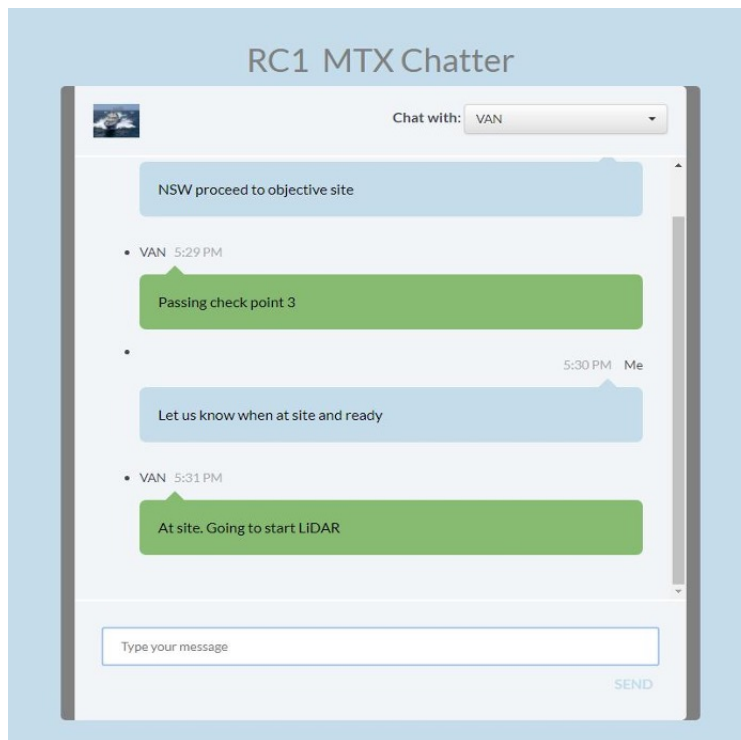 RC1 MTX Chatter
Chat with: VAN
NSW proceed to objective site
VAN 5:29 PM
Passing check point 3
5:30 PM Me
Let us know when at site and ready
VAN 5:31 PM
At site. Going to start LiDAR
Type your message
SEND